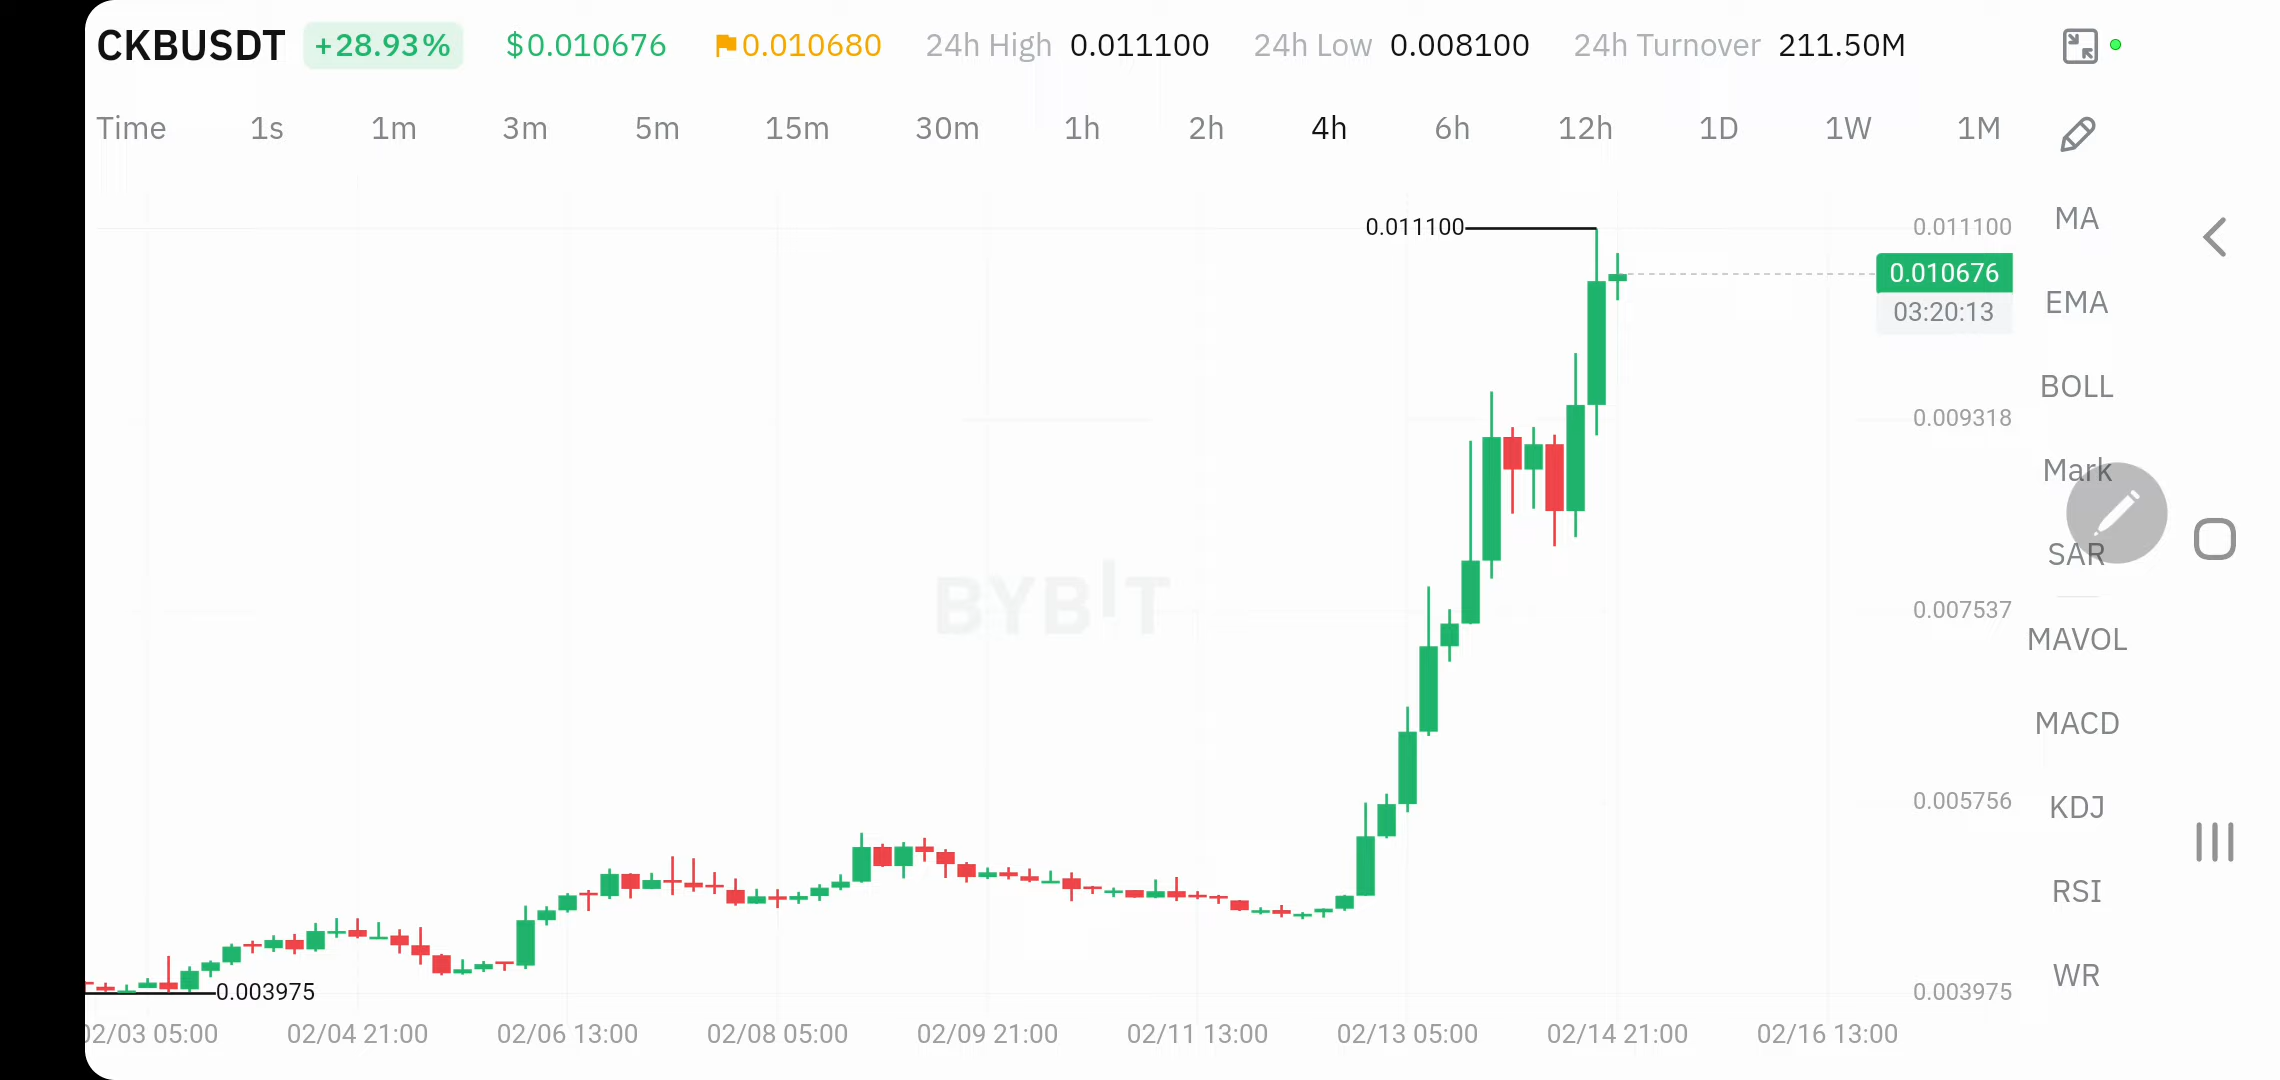 CKBUSDT +28.93% $0.010676 0.010680 24h High 0.011100 24h Low 0.008100 24h Turnover 211.50M
Time 1s 1m 3m 5m 15m 30m 1h 2h 4h 6h 12h 1D 1W 1M
0.011100 0.011100 MA
0.010676
03:20:13 EMA
BOLL
0.009318
Mark
SAR
BYBIT
0.007537
MAVOL
MACD
0.005756 KDJ
RSI
WR
0.003975 0.003975
02/03 05:00 02/04 21:00 02/06 13:00 02/08 05:00 02/09 21:00 02/11 13:00 02/13 05:00 02/14 21:00 02/16 13:00